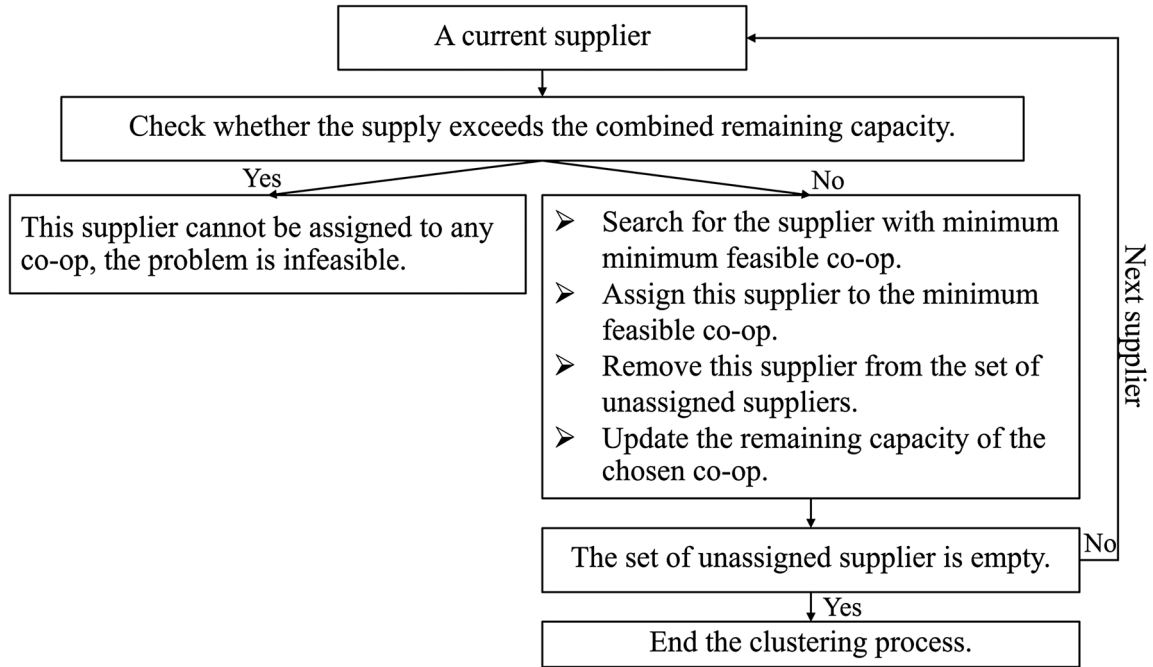 A current supplier
Check whether the supply exceeds the combined remaining capacity.
Yes
No
This supplier cannot be assigned to any
co-op, the problem is infeasible.
➢ Search for the supplier with minimum
minimum feasible co-op.
➢ Assign this supplier to the minimum
feasible co-op.
➢ Remove this supplier from the set of
unassigned suppliers.
➢ Update the remaining capacity of the
chosen co-op.
Next supplier
The set of unassigned supplier is empty.
No
Yes
End the clustering process.